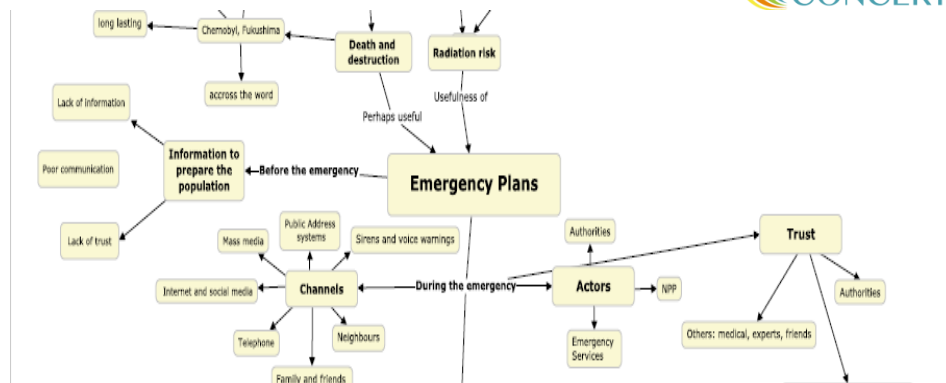 CONCERT
long lasting
Chernobyl, Fukushima
Death and
destruction
Radiation risk
accross the word
Usefulness of
Perhaps useful
Lack of information
Information to
prepare the
population
Before the emergency
Emergency Plans
Poor communication
Lack of trust
Mass media
Public Address
systems
Sirens and voice warnings
Authorities
Trust
Internet and social media
Channels
During the emergency
Actors
NPP
Authorities
Telephone
Neighbours
Emergency
Services
Others: medical, experts, friends
Family and friends